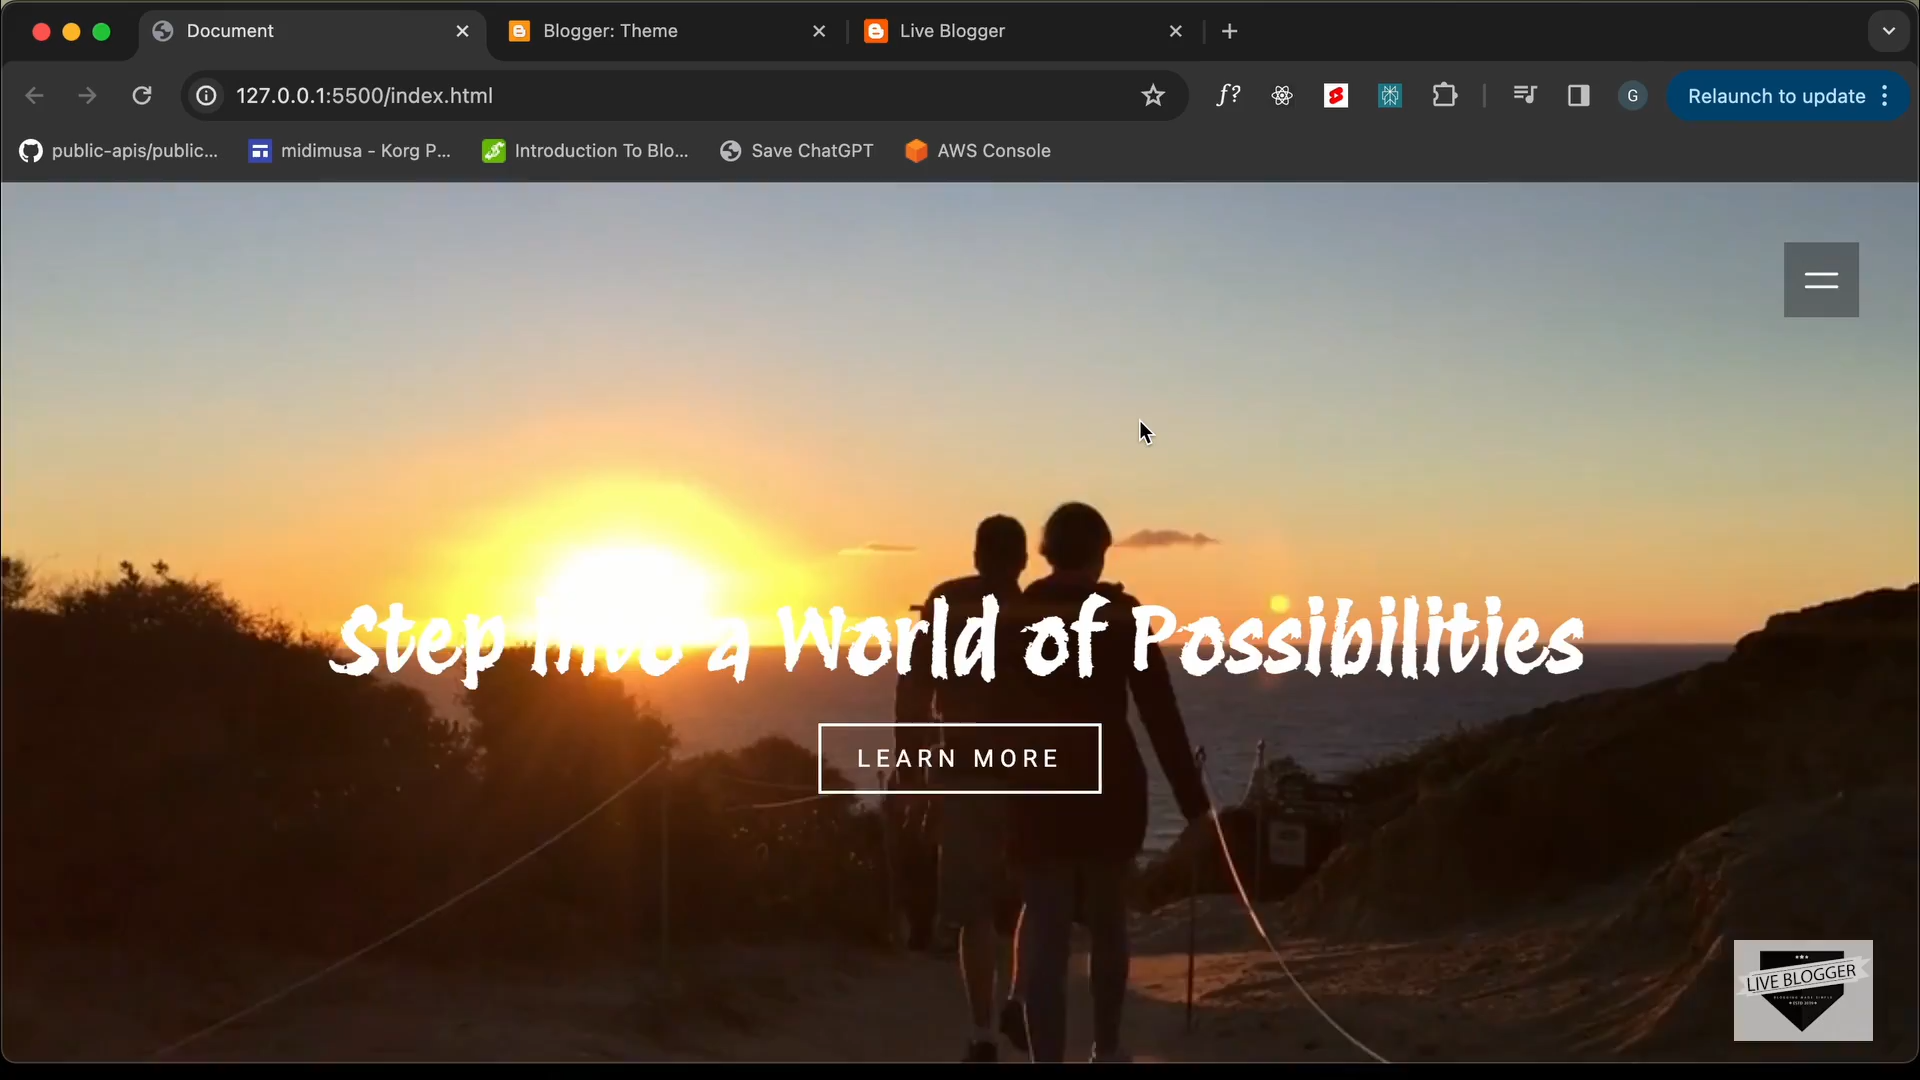 Document
Blogger: Theme
Live Blogger
127.0.0.1:5500/index.html
f?
G
Relaunch to update
public-apis/public...
midimusa - Korg P...
Introduction To Blo...
Save ChatGPT
AWS Console
Step into a World of Possibilities
LEARN MORE
LIVE BLOGGER